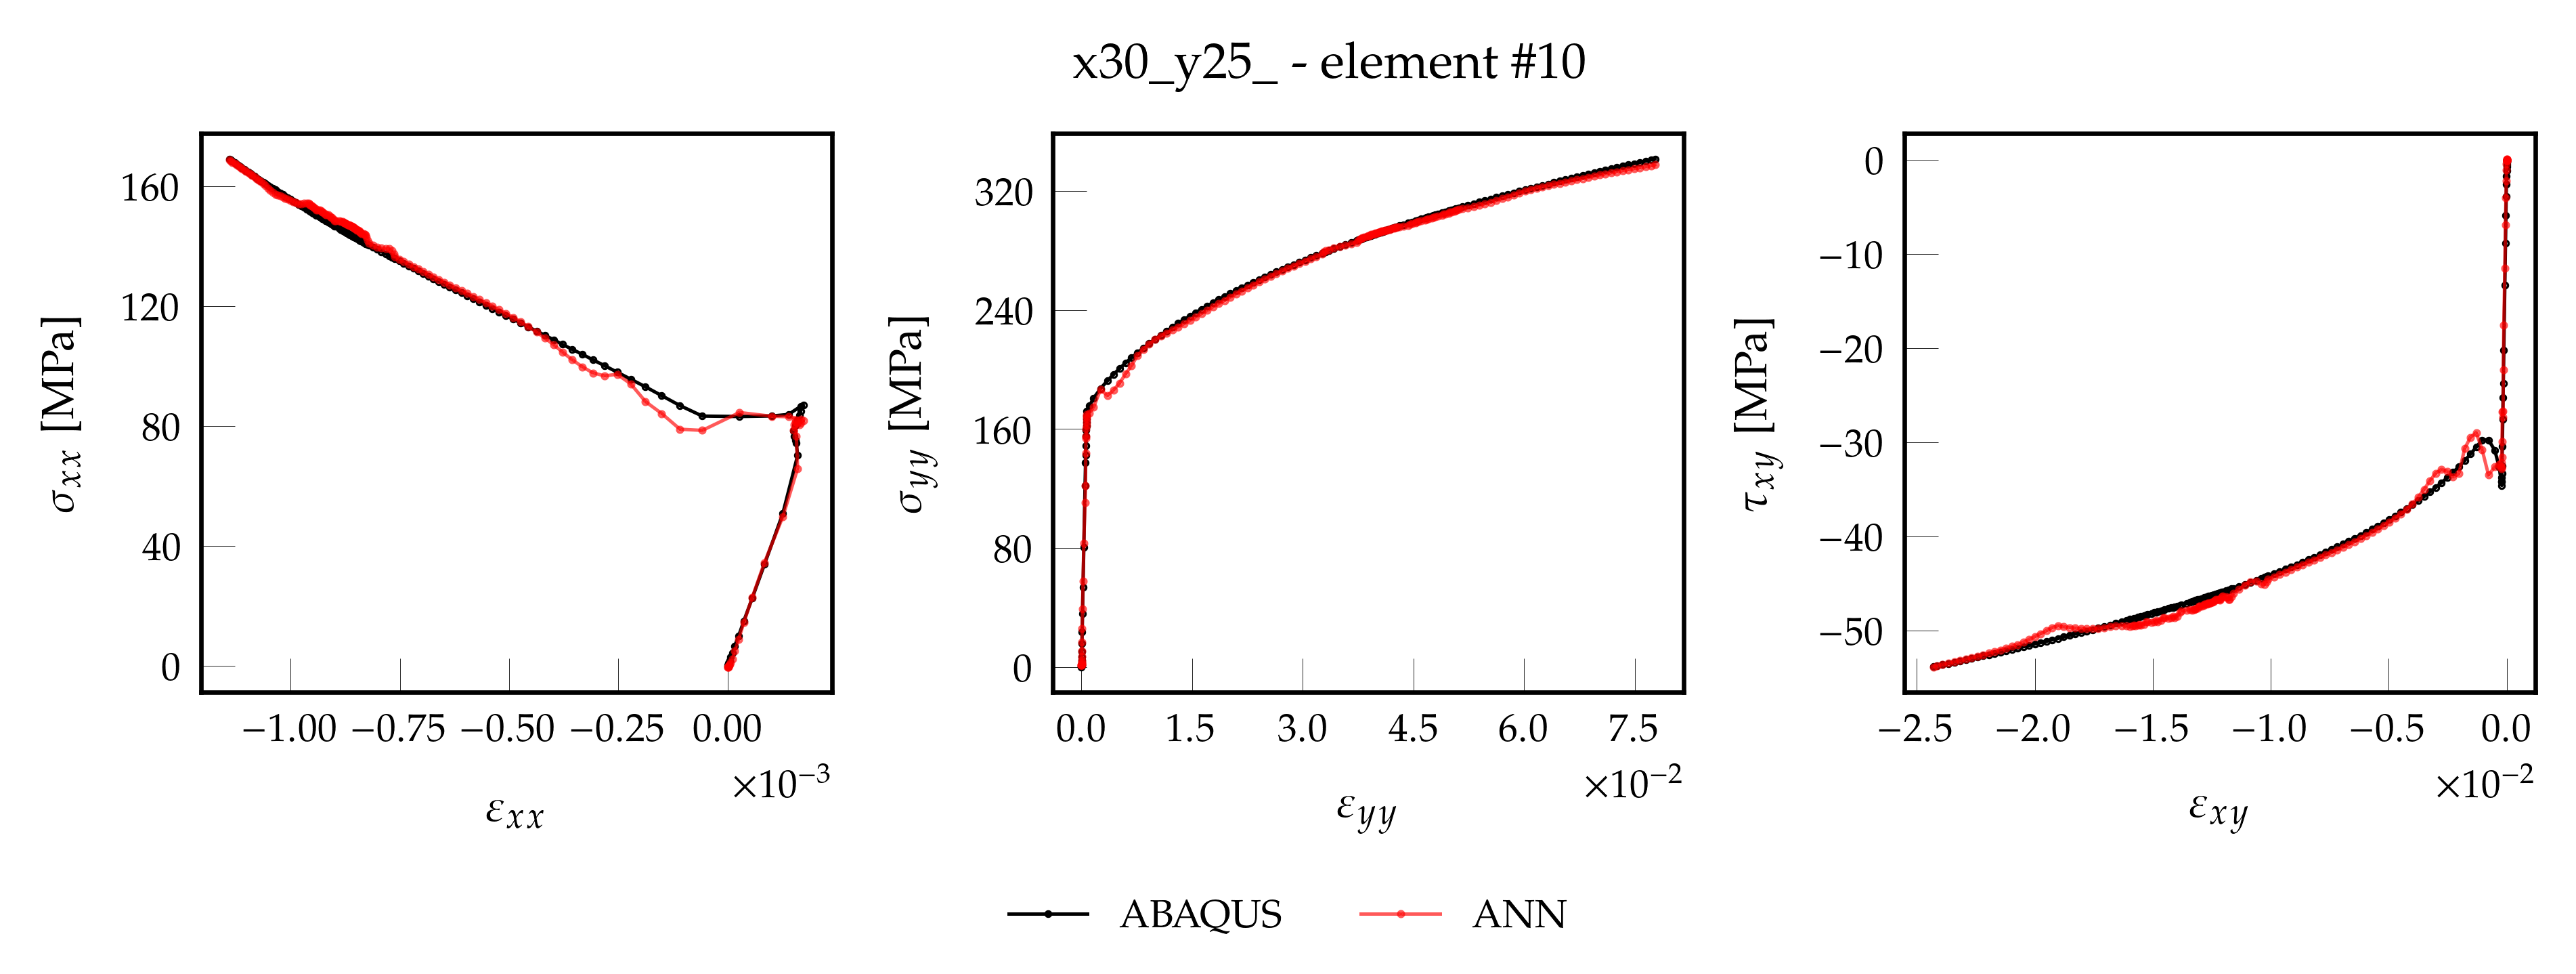 x30_y25_ - element #10
σxx [MPa]
160
120
80
40
0
−1.00 −0.75 −0.50 −0.25 0.00
×10−3
εxx
σyy [MPa]
320
240
160
80
0
0.0 1.5 3.0 4.5 6.0 7.5
×10−2
εyy
τxy [MPa]
0
−10
−20
−30
−40
−50
−2.5 −2.0 −1.5 −1.0 −0.5 0.0
×10−2
εxy
ABAQUS ANN